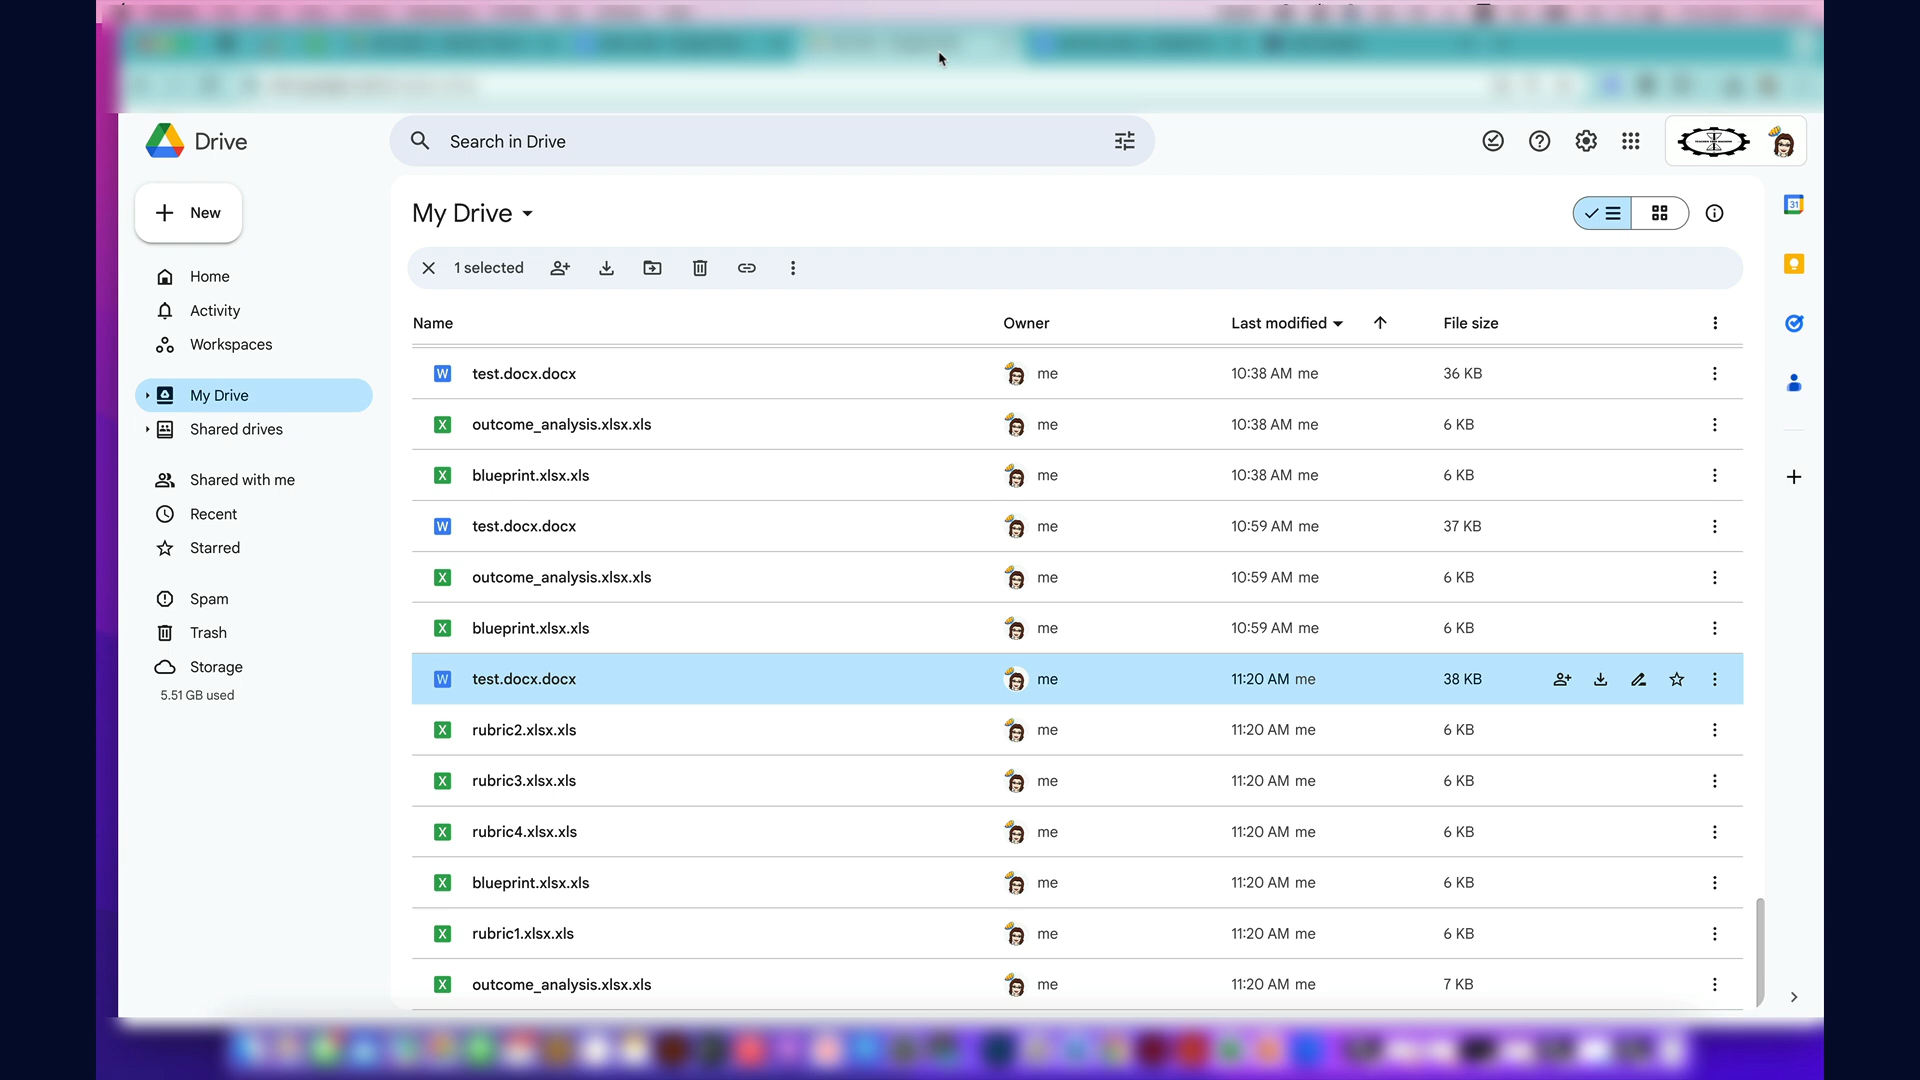 Drive
Search in Drive
New
My Drive
1 selected
Home
Activity
Workspaces
My Drive
Shared drives
Shared with me
Recent
Starred
Spam
Trash
Storage
5.51 GB used
Name Owner Last modified File size
test.docx.docx me 10:38 AM me 36 KB
outcome_analysis.xlsx.xls me 10:38 AM me 6 KB
blueprint.xlsx.xls me 10:38 AM me 6 KB
test.docx.docx me 10:59 AM me 37 KB
outcome_analysis.xlsx.xls me 10:59 AM me 6 KB
blueprint.xlsx.xls me 10:59 AM me 6 KB
test.docx.docx me 11:20 AM me 38 KB
rubric2.xlsx.xls me 11:20 AM me 6 KB
rubric3.xlsx.xls me 11:20 AM me 6 KB
rubric4.xlsx.xls me 11:20 AM me 6 KB
blueprint.xlsx.xls me 11:20 AM me 6 KB
rubric1.xlsx.xls me 11:20 AM me 6 KB
outcome_analysis.xlsx.xls me 11:20 AM me 7 KB
31